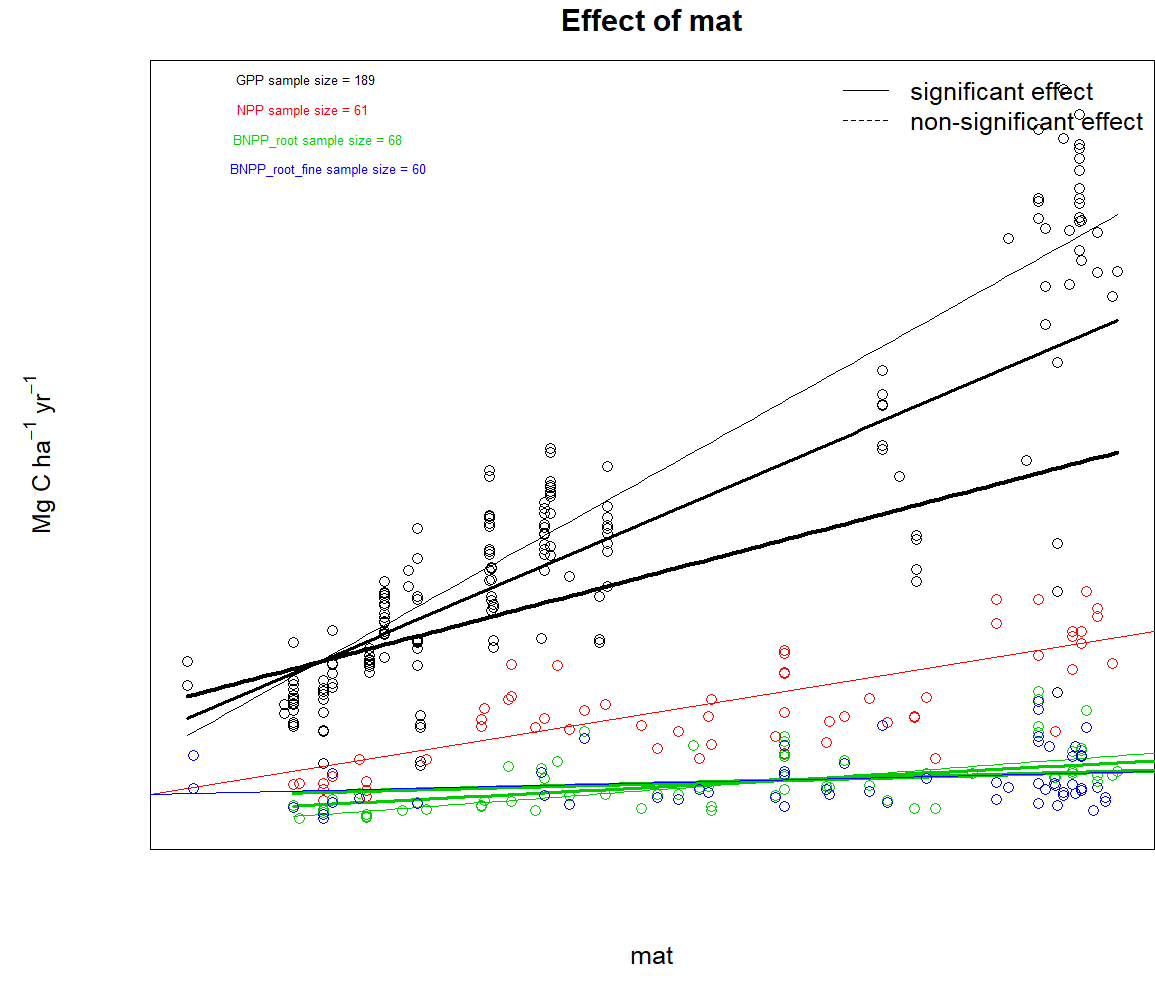 Effect of mat
GPP sample size = 189
NPP sample size = 61
BNPP_root sample size = 68
BNPP_root_fine sample size = 60
significant effect
non-significant effect
Mg C ha⁻¹ yr⁻¹
mat